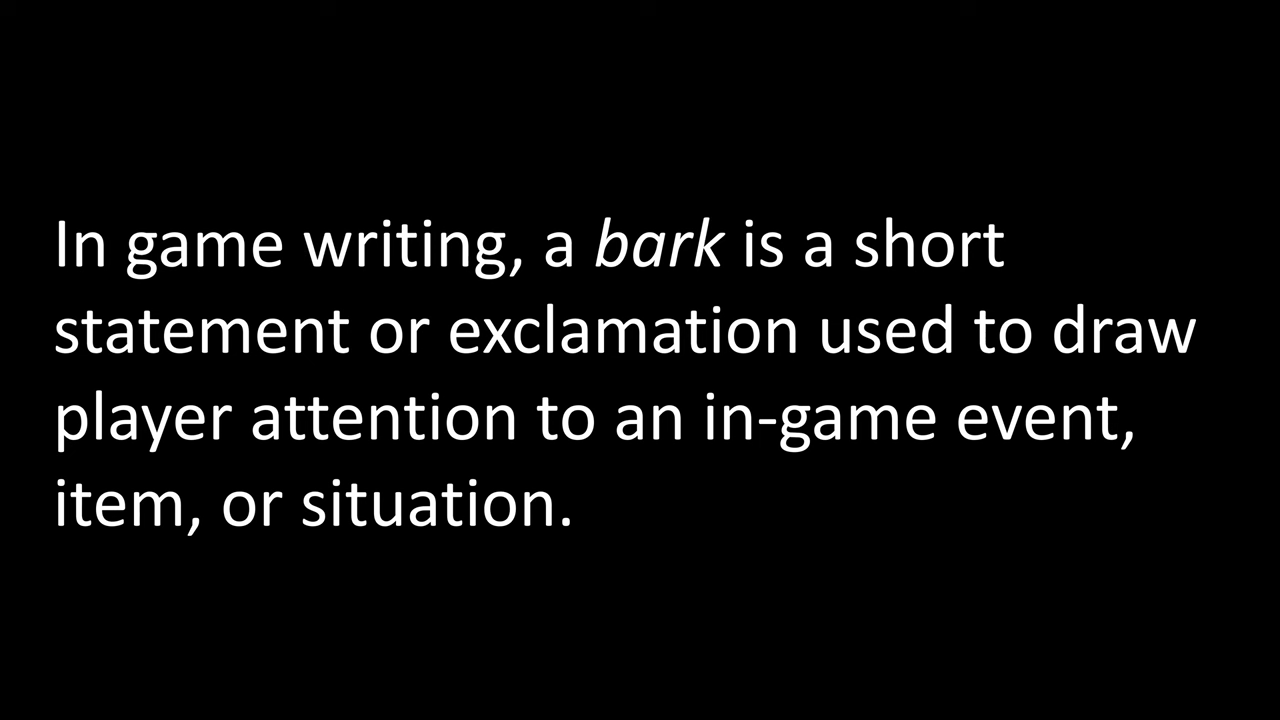 In game writing, a bark is a short
statement or exclamation used to draw
player attention to an in-game event,
item, or situation.